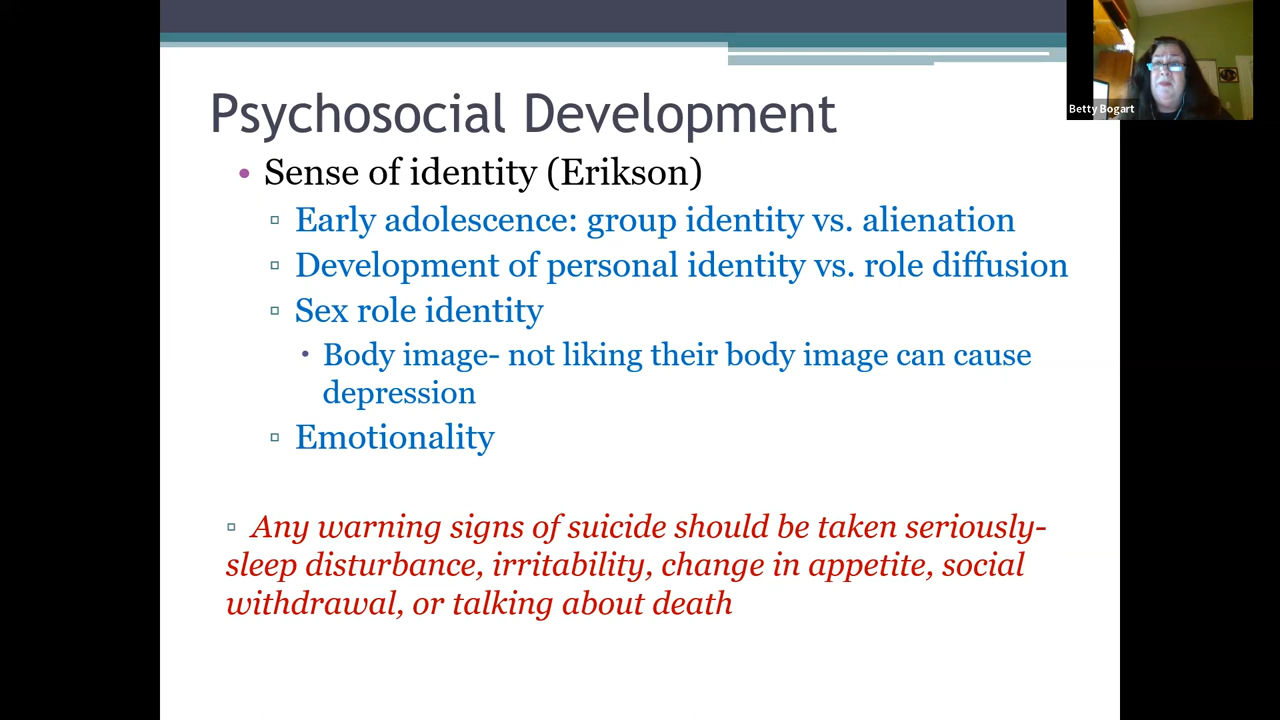 Psychosocial Development
• Sense of identity (Erikson)
▫ Early adolescence: group identity vs. alienation
▫ Development of personal identity vs. role diffusion
▫ Sex role identity
• Body image- not liking their body image can cause
depression
▫ Emotionality
▫ Any warning signs of suicide should be taken seriously-
sleep disturbance, irritability, change in appetite, social
withdrawal, or talking about death
Betty Bogart